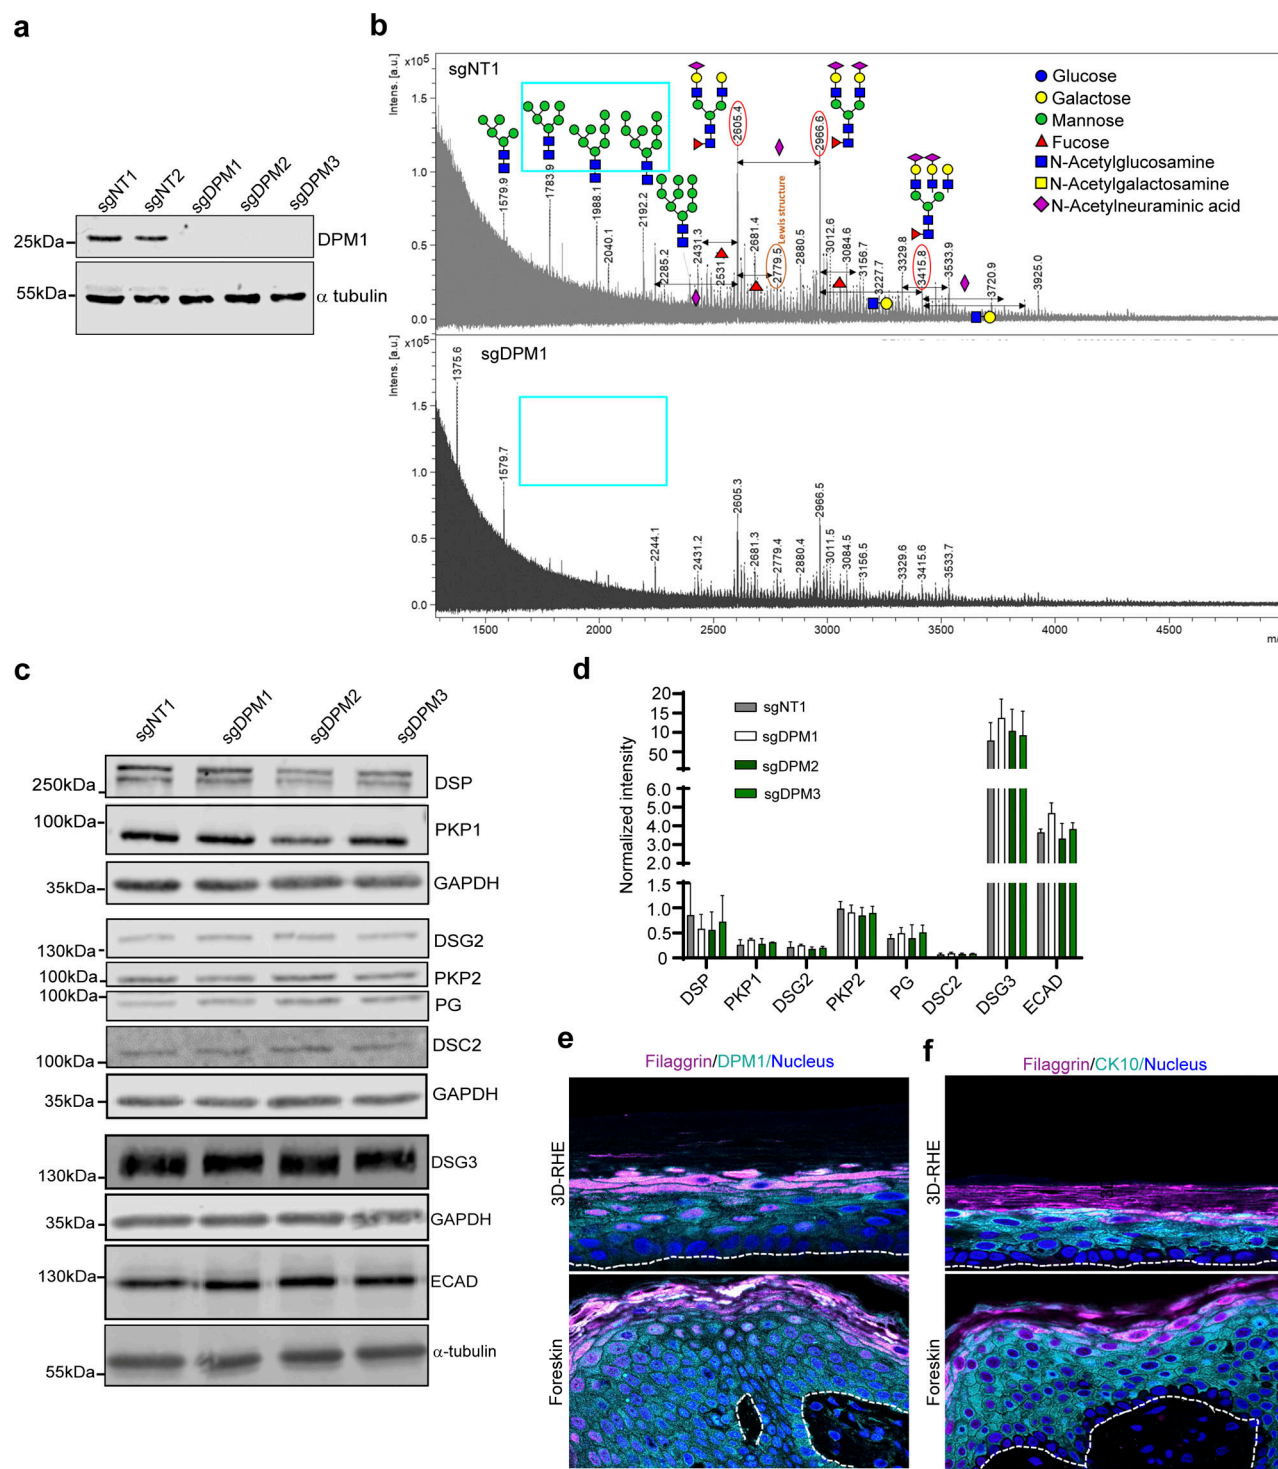 a
sgNT1
sgNT2
sgDPM1
sgDPM2
sgDPM3
25kDa
DPM1
55kDa
α tubulin
b
Intens. [a.u.]
x10⁵
sgNT1
1.5
1.0
0.5
0.0
1579.9
1783.9
1988.1
2040.1
2192.2
2285.2
2431.3
2531
2605.4
2681.4
2779.5
Lewis structure
2880.5
2966.6
3012.6
3084.6
3156.7
3227.7
3329.8
3415.8
3533.9
3720.9
3925.0
Glucose
Galactose
Mannose
Fucose
N-Acetylglucosamine
N-Acetylgalactosamine
N-Acetylneuraminic acid
Intens. [a.u.]
x10⁵
sgDPM1
1.5
1.0
0.5
0.0
1375.6
1579.7
2244.1
2431.2
2605.3
2681.3
2779.4
2880.4
2966.5
3011.5
3084.5
3156.5
3329.6
3415.6
3533.7
1500
2000
2500
3000
3500
4000
4500
m/
c
sgNT1
sgDPM1
sgDPM2
sgDPM3
250kDa
DSP
100kDa
PKP1
35kDa
GAPDH
130kDa
DSG2
100kDa
PKP2
100kDa
PG
100kDa
DSC2
35kDa
GAPDH
130kDa
DSG3
35kDa
GAPDH
130kDa
ECAD
55kDa
α-tubulin
d
Normalized intensity
20
15
10
50
6.0
5.0
4.0
3.0
2.0
1.5
1.0
0.5
0
sgNT1
sgDPM1
sgDPM2
sgDPM3
DSP
PKP1
DSG2
PKP2
PG
DSC2
DSG3
ECAD
e
Filaggrin/DPM1/Nucleus
3D-RHE
Foreskin
f
Filaggrin/CK10/Nucleus
3D-RHE
Foreskin